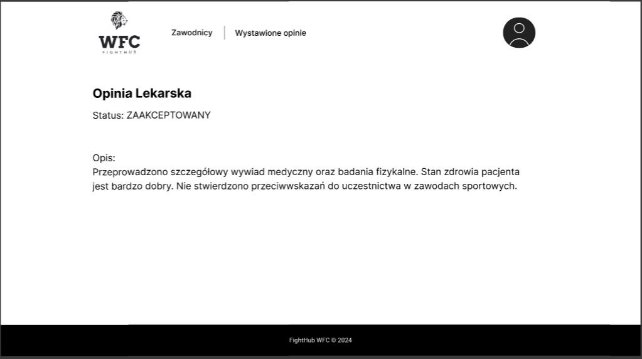 WFC
FIGHTHUB
Zawodnicy
Wystawione opinie
Opinia Lekarska
Status: ZAAKCEPTOWANY
Opis:
Przeprowadzono szczegółowy wywiad medyczny oraz badania fizykalne. Stan zdrowia pacjenta
jest bardzo dobry. Nie stwierdzono przeciwwskazań do uczestnictwa w zawodach sportowych.
FightHub WFC © 2024